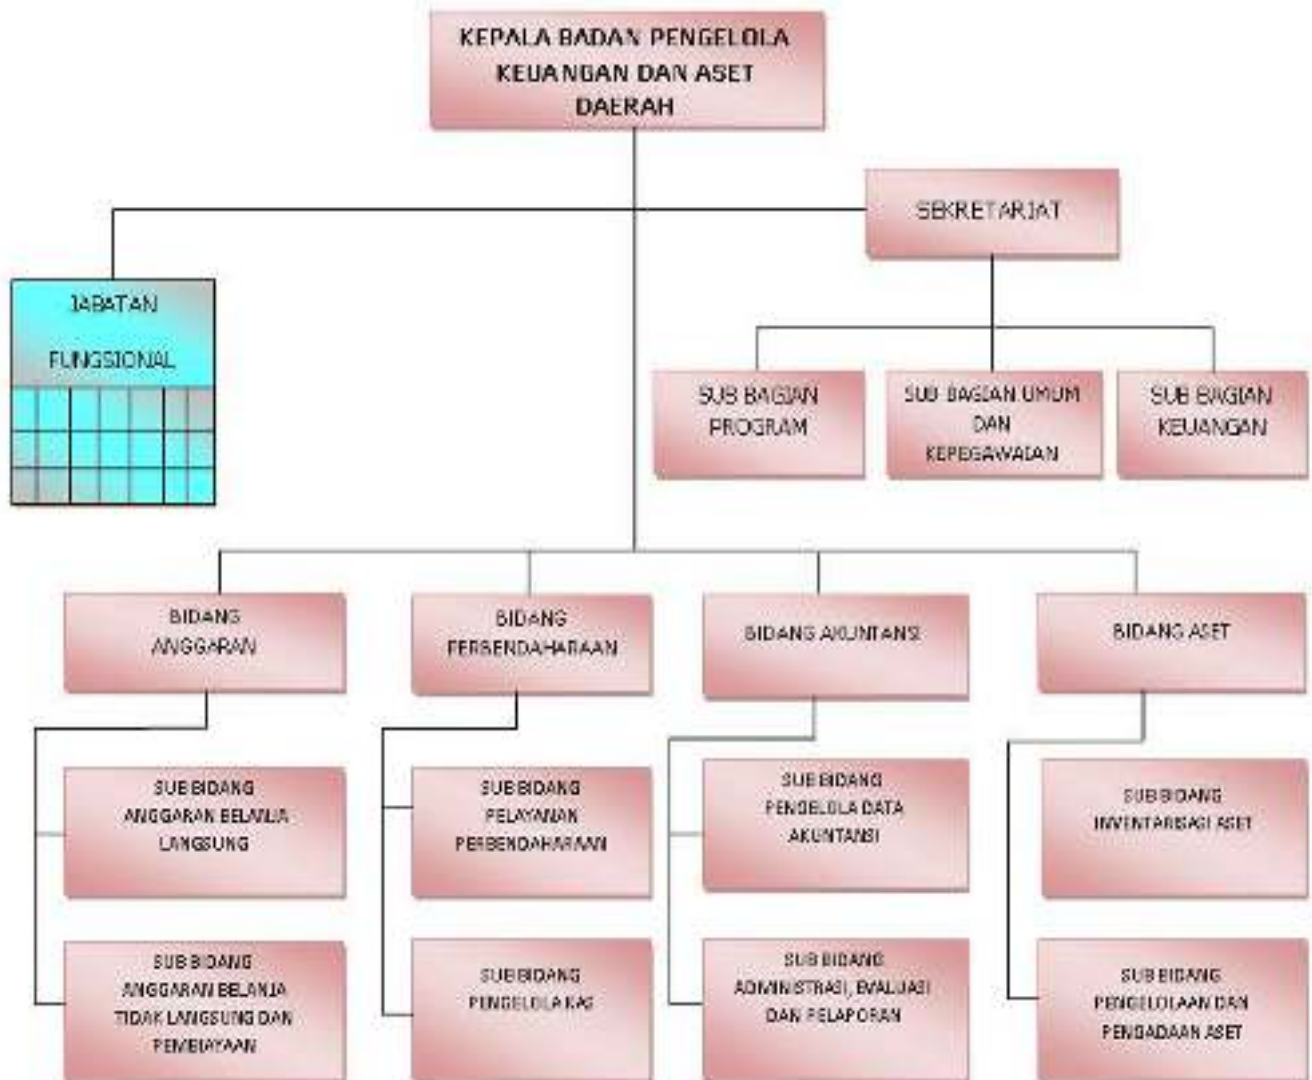 KEPALA BADAN PENGELOLA
KEUANGAN DAN ASET
DAERAH
SEKRETARIAT
JABATAN
FUNGSIONAL
SUB BAGIAN
PROGRAM
SUB BAGIAN UMUM
DAN
KEPEGAWAIAN
SUB BAGIAN
KEUANGAN
BIDANG
ANGGARAN
BIDANG
PERBENDAHARAAN
BIDANG AKUNTANSI
BIDANG ASET
SUB BIDANG
ANGGARAN BELANJA
LANGSUNG
SUB BIDANG
PELAYANAN
PERBENDAHARAAN
SUB BIDANG
PENGELOLA DATA
AKUNTANSI
SUB BIDANG
INVENTARISASI ASET
SUB BIDANG
ANGGARAN BELANJA
TIDAK LANGSUNG DAN
PEMBIAYAAN
SUB BIDANG
PENGELOLA KAS
SUB BIDANG
ADMINISTRASI, EVALUASI
DAN PELAPORAN
SUB BIDANG
PENGELOLAAN DAN
PENGADAAN ASET